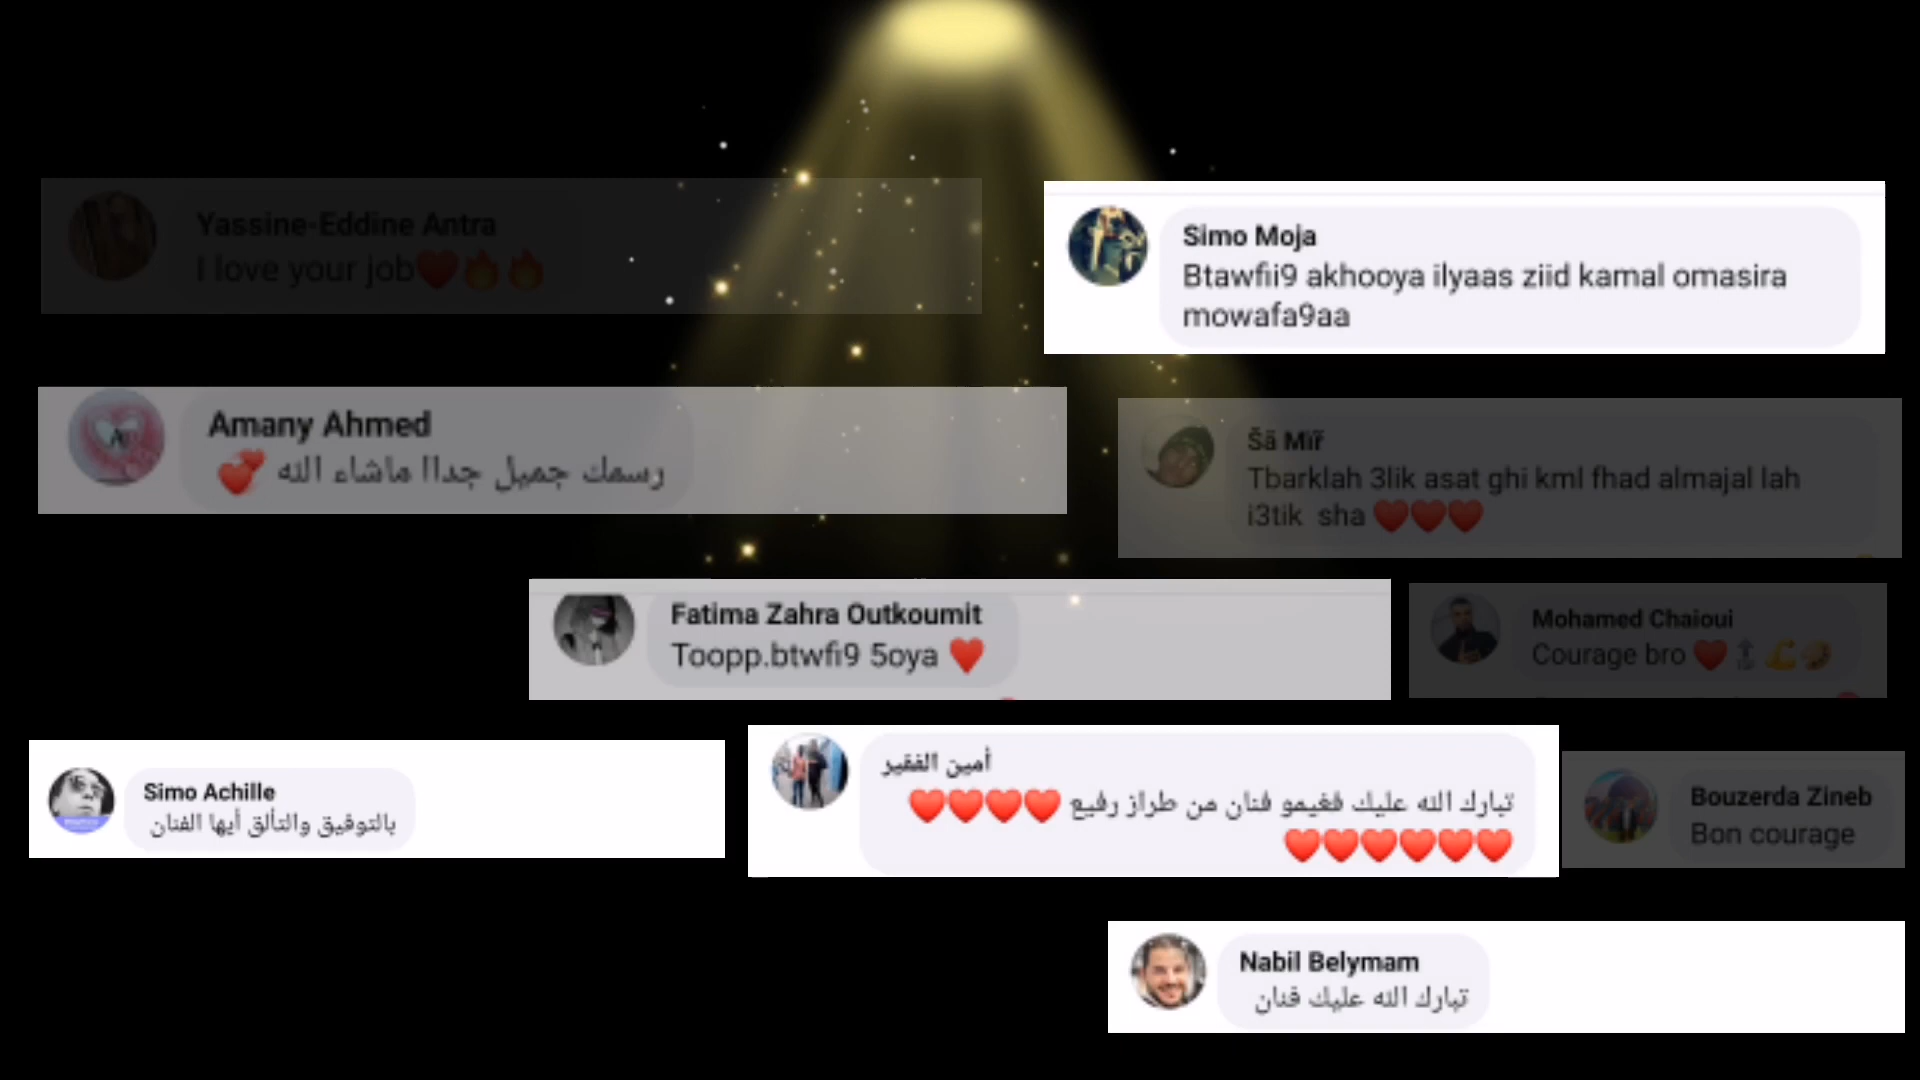 Yassine-Eddine Antra
I love your job❤️🔥🔥
Simo Moja
Btawfii9 akhooya ilyaas ziid kamal omasira
mowafa9aa
Amany Ahmed
رسمك جميل جداا ماشاء الله 💕
Šä Mïř
Tbarklah 3lik asat ghi kml fhad almajal lah
i3tik sha ❤️❤️❤️
Fatima Zahra Outkoumit
Toopp.btwfi9 5oya ❤️
Mohamed Chaioui
Courage bro ❤️🔝💪🤛
Simo Achille
بالتوفيق والتألق أيها الفنان
أمين الفقير
تبارك الله عليك فغيمو فنان من طراز رفيع ❤️❤️❤️❤️
❤️❤️❤️❤️❤️❤️
Bouzerda Zineb
Bon courage
Nabil Belymam
تبارك الله عليك فنان